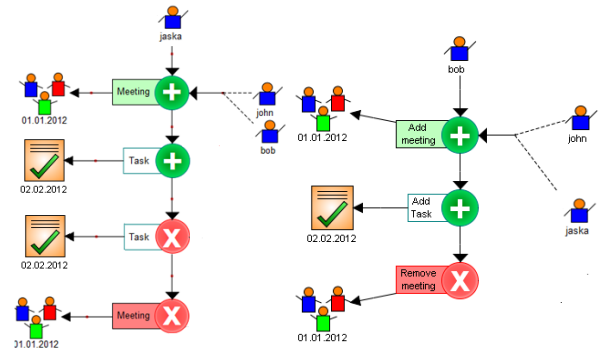 jaska
Meeting
01.01.2012
john
bob
Task
02.02.2012
Task
02.02.2012
Meeting
01.01.2012
bob
01.01.2012
Add
meeting
john
jaska
Add
Task
02.02.2012
Remove
meeting
01.01.2012